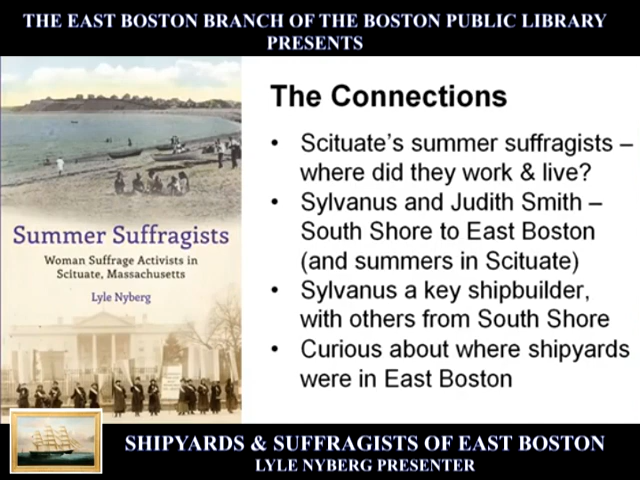 THE EAST BOSTON BRANCH OF THE BOSTON PUBLIC LIBRARY
PRESENTS
Summer Suffragists
Woman Suffrage Activists in
Scituate, Massachusetts
Lyle Nyberg
The Connections
• Scituate's summer suffragists –
where did they work & live?
• Sylvanus and Judith Smith –
South Shore to East Boston
(and summers in Scituate)
• Sylvanus a key shipbuilder,
with others from South Shore
• Curious about where shipyards
were in East Boston
SHIPYARDS & SUFFRAGISTS OF EAST BOSTON
LYLE NYBERG PRESENTER